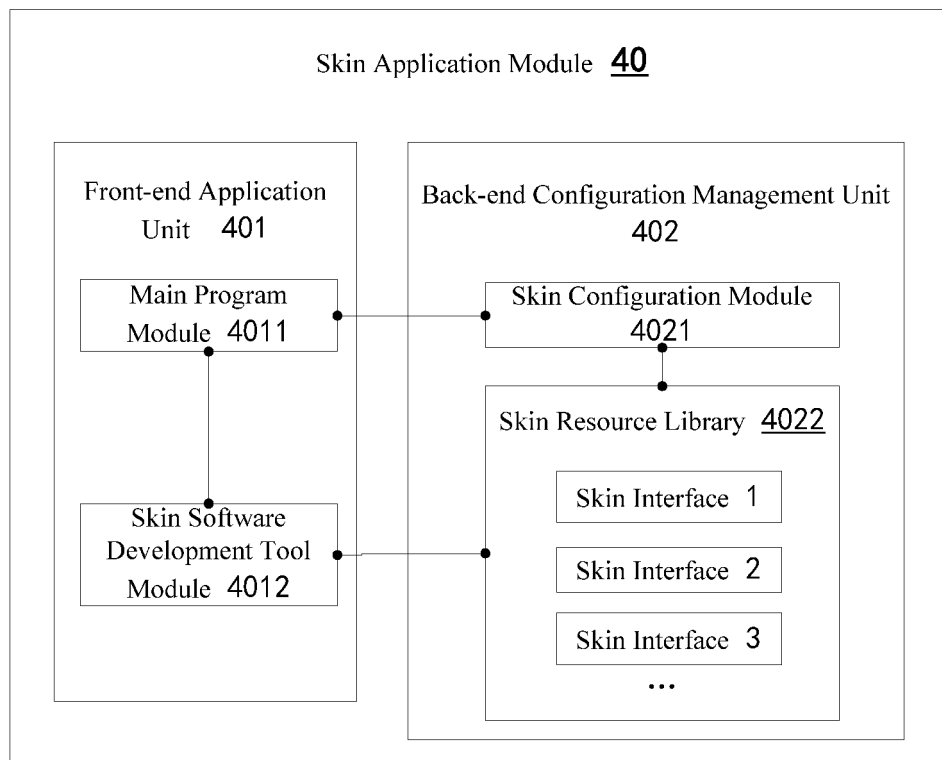 Skin Application Module 40
Front-end Application
Unit 401
Main Program
Module 4011
Skin Software
Development Tool
Module 4012
Back-end Configuration Management Unit
402
Skin Configuration Module
4021
Skin Resource Library 4022
Skin Interface 1
Skin Interface 2
Skin Interface 3
...